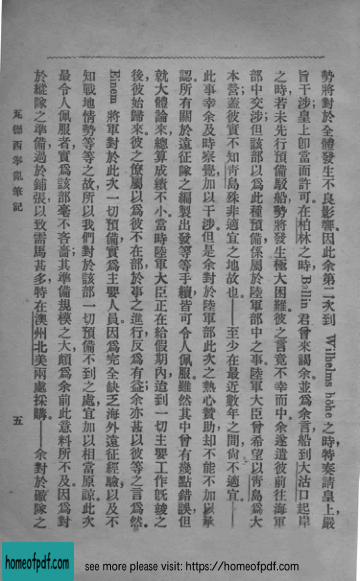 勢將對於全體發生不良影響因此余第二次到 Wilhelms höhe 之時特奏請皇上嚴
旨干涉皇上卽當面許可在柏林之時 Ballin 君曾來謁余並爲余言船到大沽口起岸
之時若未先行預備駁船勢將發生極大困難彼之言竟不幸而中余遂遣彼前往海軍
部中交涉但該部以爲此種預備係屬於陸軍部中之事陸軍大臣曾希望以靑島爲大
本營蓋彼實不知靑島殊非適宜之地故也——至少在最近數年之間尙不適宜——
此事幸余及時察覺加以干涉但是余對於陸軍部此次之熱心贊助却不能不加以承
認所有關於遠征隊之編製出發等等手續皆可令人佩服雖然其中曾有幾點錯誤但
就大體論來總算成績不小當時陸軍大臣正在給假期內迨到一切主要工作旣竣之
後彼始歸來彼之僚屬以爲彼不在部於事之進行反爲有益余亦甚以彼等之言爲然
Einem 將軍對於此次一切預備實爲主要人員因爲完全缺乏海外遠征經驗以及不
知戰地情勢等等之故所以我們對於該部一切預備不到之處宜加以相當原諒此次
最令人佩服者實爲該部毫不吝嗇其準備規模之大頗爲余前此意料所不及因爲對
於縱隊之準備過於鋪張以致需馬甚多特在澳州北美兩處採購——余對於礮隊之
瓦德西拳亂筆記
五
homeofpdf.com
see more please visit: https://homeofpdf.com